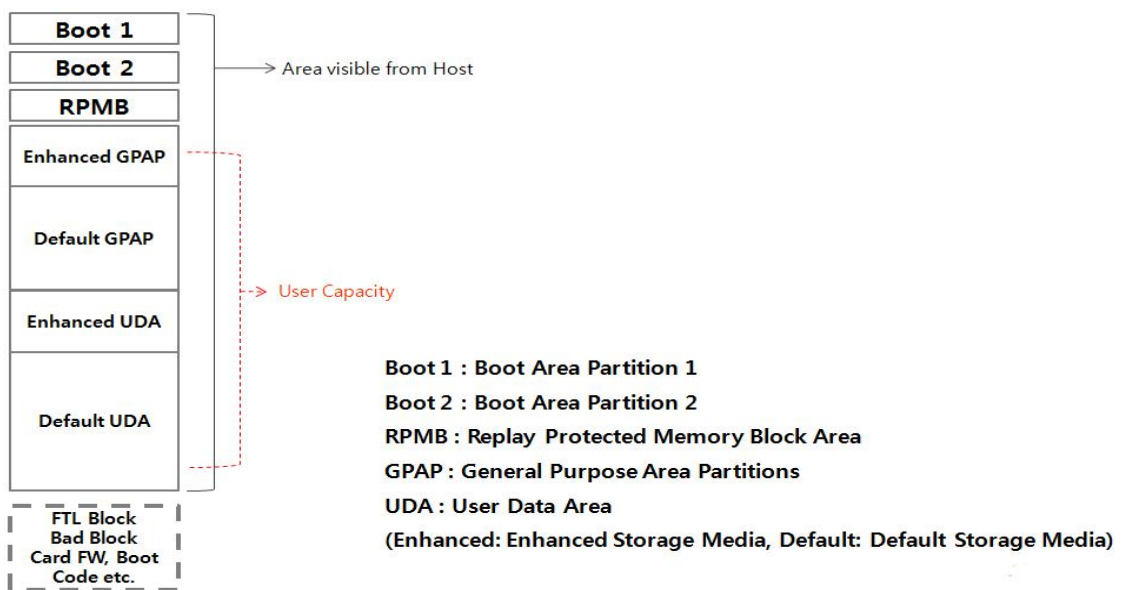 Boot 1
Boot 2
Area visible from Host
RPMB
Enhanced GPAP
Default GPAP
User Capacity
Enhanced UDA
Default UDA
Boot 1 : Boot Area Partition 1
Boot 2 : Boot Area Partition 2
RPMB : Replay Protected Memory Block Area
GPAP : General Purpose Area Partitions
UDA : User Data Area
(Enhanced: Enhanced Storage Media, Default: Default Storage Media)
FTL Block
Bad Block
Card FW, Boot
Code etc.